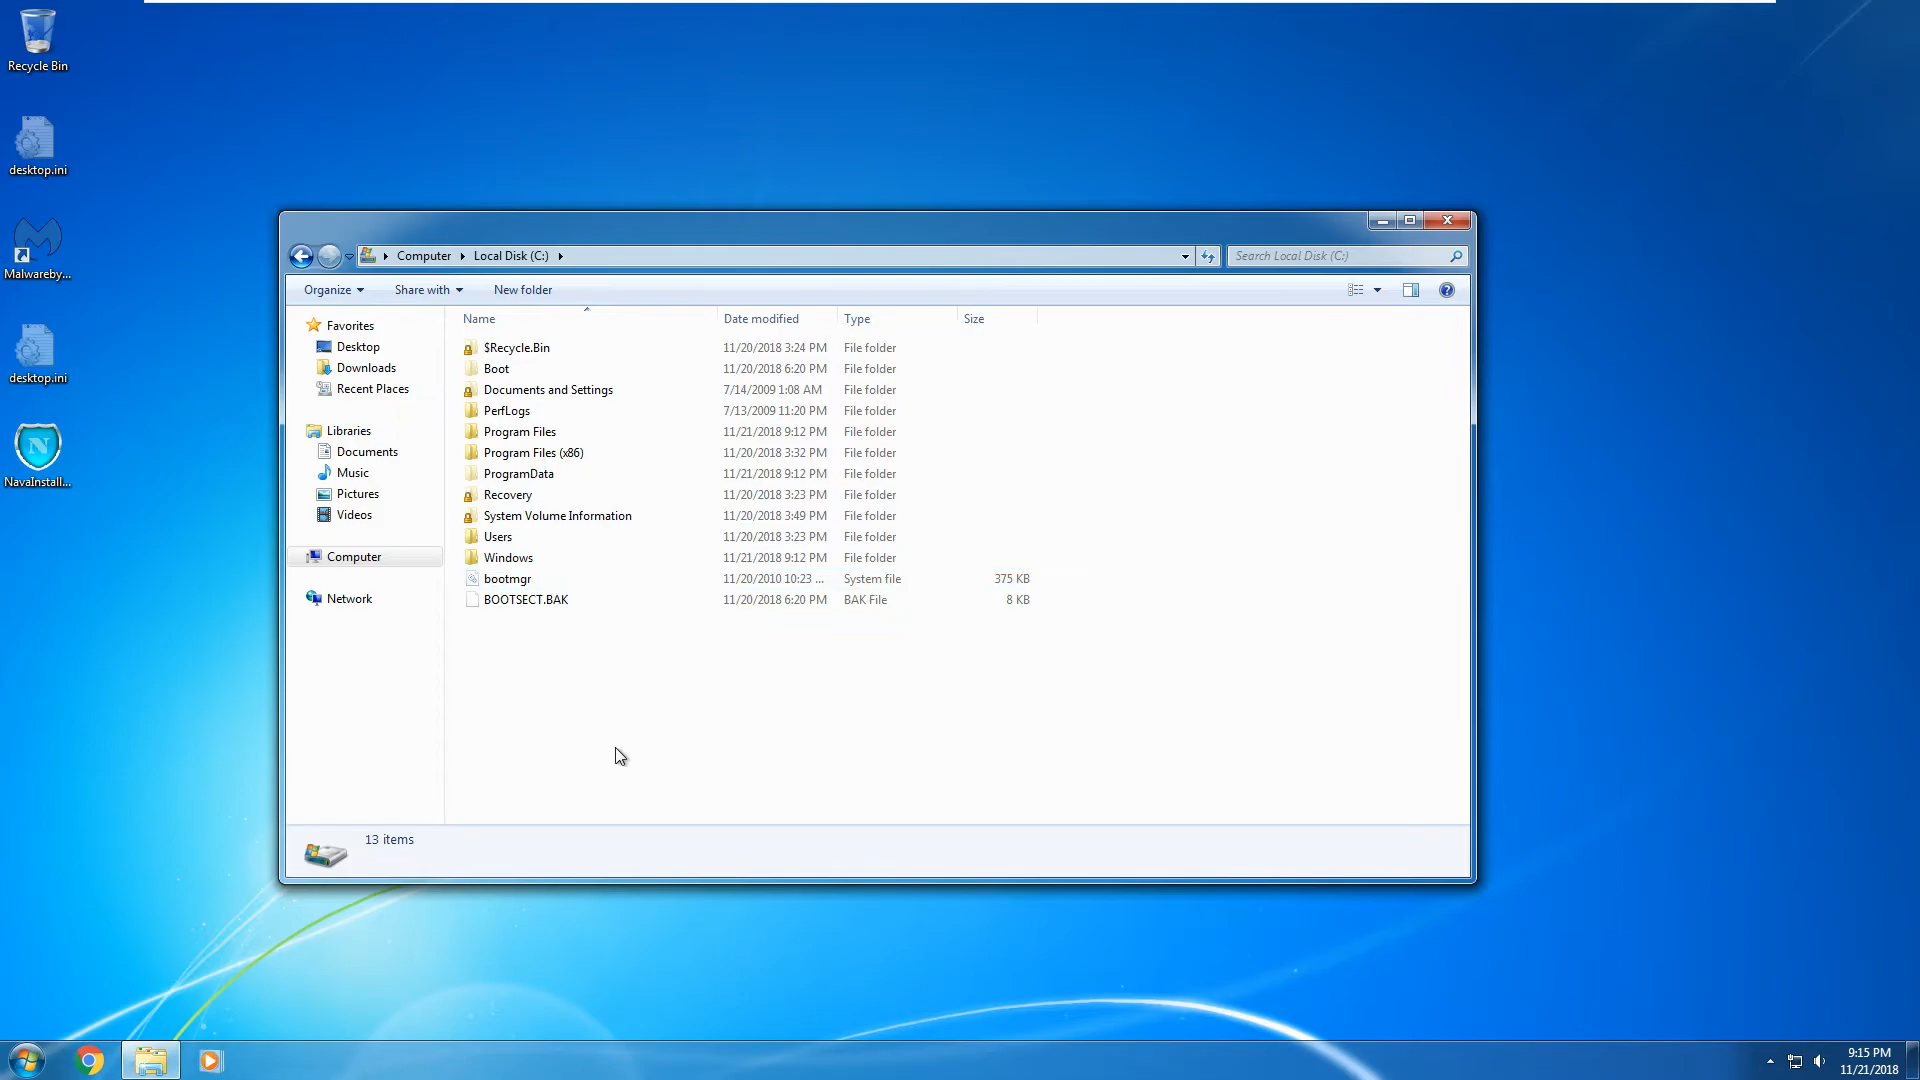 Recycle Bin
desktop.ini
Malwareby...
desktop.ini
NavaInstall...
Computer
Local Disk (C:)
Search Local Disk (C:)
Organize
Share with
New folder
Favorites
Desktop
Downloads
Recent Places
Libraries
Documents
Music
Pictures
Videos
Computer
Network
Name Date modified Type Size
$Recycle.Bin 11/20/2018 3:24 PM File folder
Boot 11/20/2018 6:20 PM File folder
Documents and Settings 7/14/2009 1:08 AM File folder
PerfLogs 7/13/2009 11:20 PM File folder
Program Files 11/21/2018 9:12 PM File folder
Program Files (x86) 11/20/2018 3:32 PM File folder
ProgramData 11/21/2018 9:12 PM File folder
Recovery 11/20/2018 3:23 PM File folder
System Volume Information 11/20/2018 3:49 PM File folder
Users 11/20/2018 3:23 PM File folder
Windows 11/21/2018 9:12 PM File folder
bootmgr 11/20/2010 10:23 ... System file 375 KB
BOOTSECT.BAK 11/20/2018 6:20 PM BAK File 8 KB
13 items
9:15 PM
11/21/2018